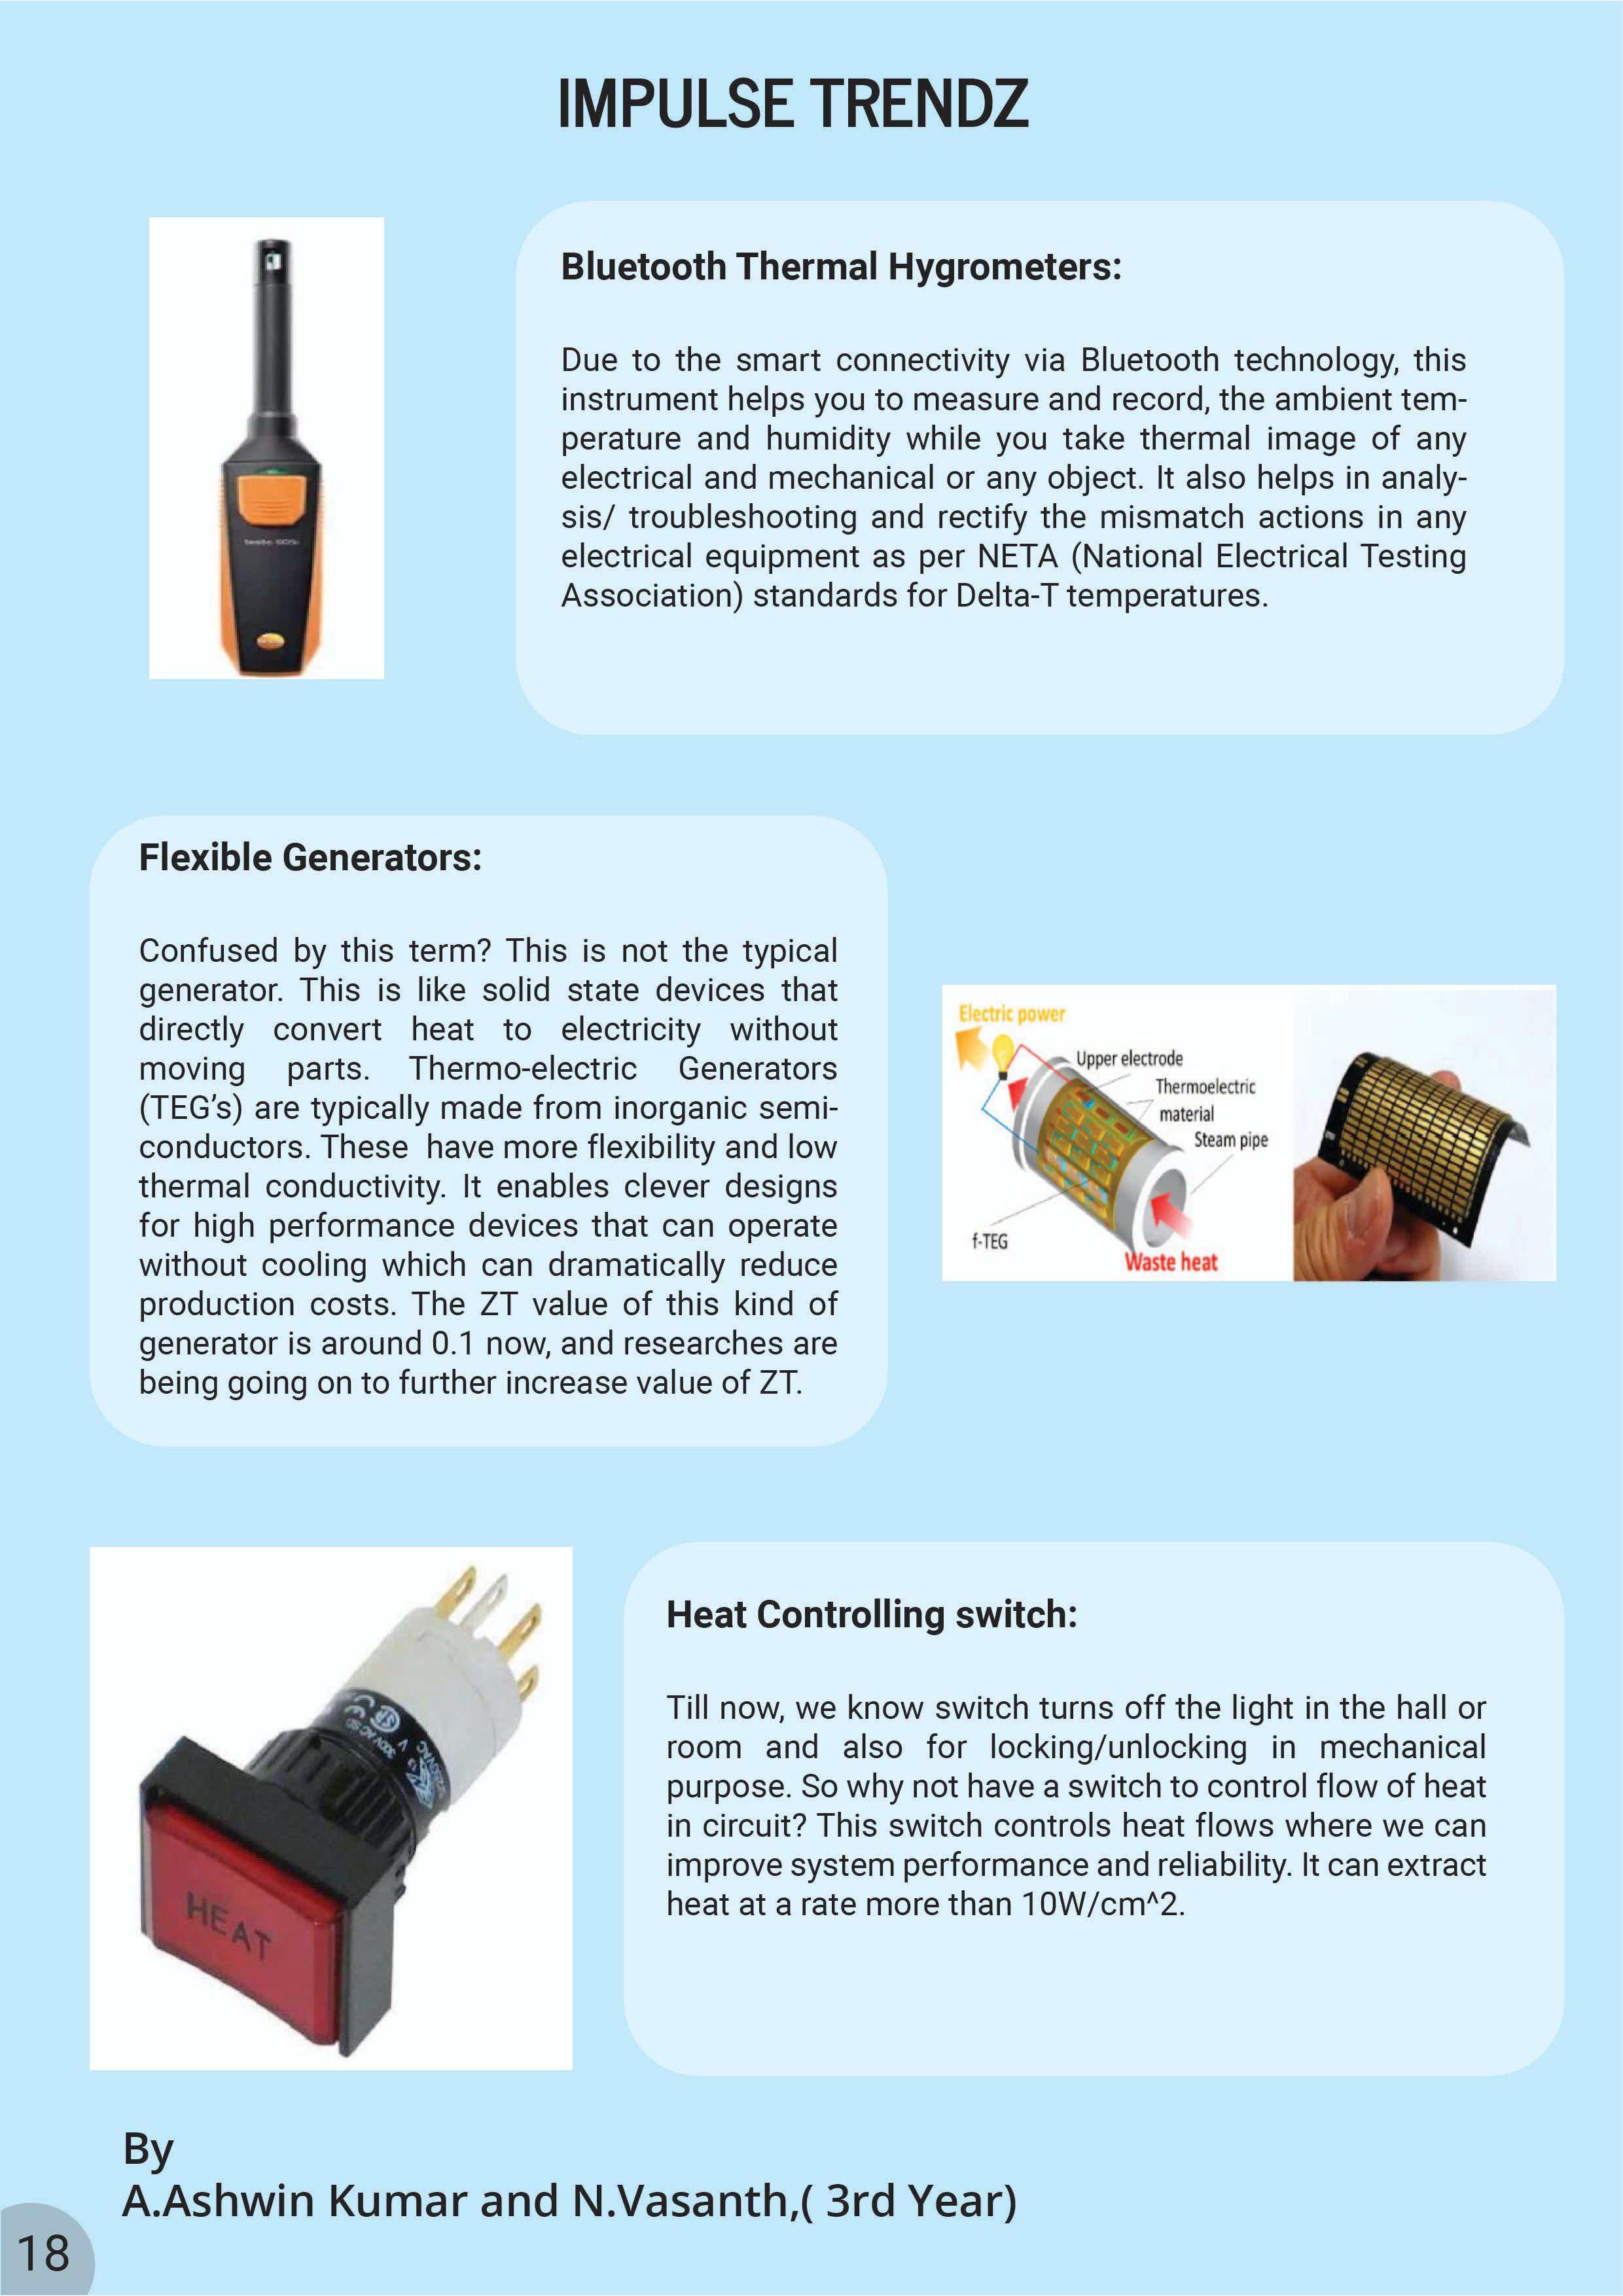 IMPULSE TRENDZ
Bluetooth Thermal Hygrometers:
Due to the smart connectivity via Bluetooth technology, this
instrument helps you to measure and record, the ambient tem-
perature and humidity while you take thermal image of any
electrical and mechanical or any object. It also helps in analy-
sis/ troubleshooting and rectify the mismatch actions in any
electrical equipment as per NETA (National Electrical Testing
Association) standards for Delta-T temperatures.
testo 605i
Flexible Generators:
Confused by this term? This is not the typical
generator. This is like solid state devices that
directly convert heat to electricity without
moving parts. Thermo-electric Generators
(TEG’s) are typically made from inorganic semi-
conductors. These have more flexibility and low
thermal conductivity. It enables clever designs
for high performance devices that can operate
without cooling which can dramatically reduce
production costs. The ZT value of this kind of
generator is around 0.1 now, and researches are
being going on to further increase value of ZT.
Electric power
Upper electrode
Thermoelectric
material
Steam pipe
f-TEG
Waste heat
Heat Controlling switch:
Till now, we know switch turns off the light in the hall or
room and also for locking/unlocking in mechanical
purpose. So why not have a switch to control flow of heat
in circuit? This switch controls heat flows where we can
improve system performance and reliability. It can extract
heat at a rate more than 10W/cm^2.
HEAT
By
A.Ashwin Kumar and N.Vasanth,( 3rd Year)
18